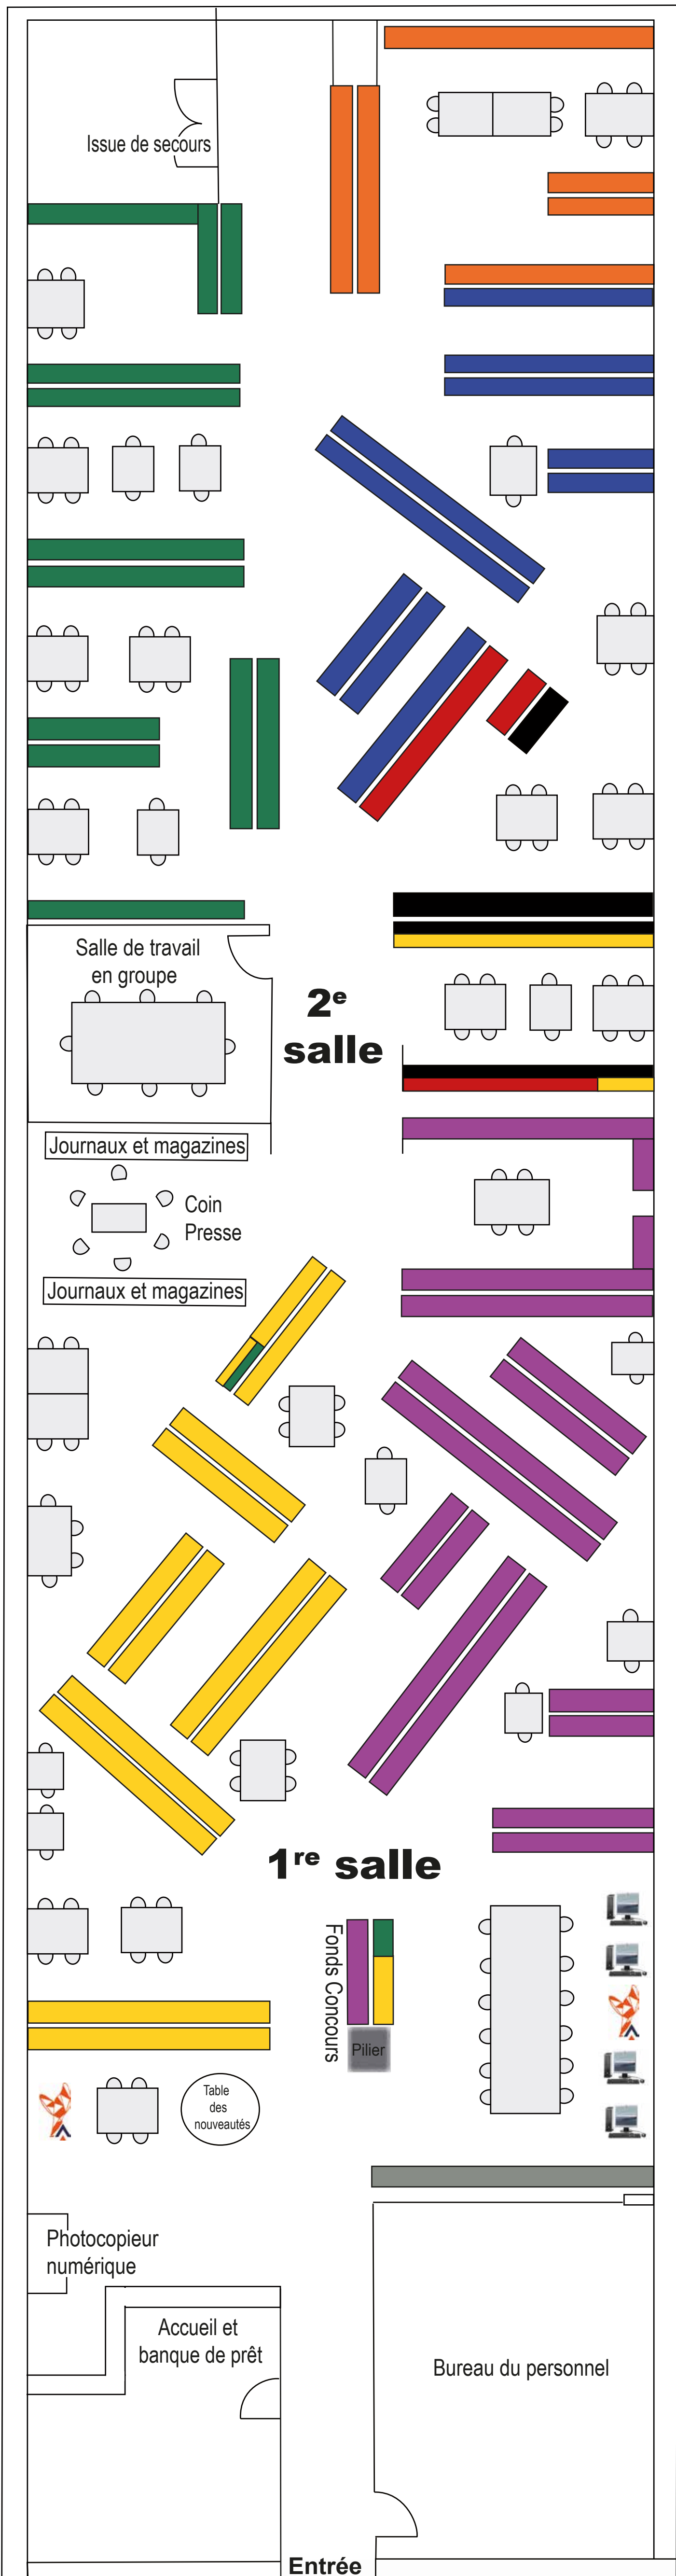 Issue de secours
Salle de travail
en groupe
2e
salle
Journaux et magazines
Coin
Presse
Journaux et magazines
1re salle
Fonds Concours
Pilier
Table
des
nouveautés
Photocopieur
numérique
Accueil et
banque de prêt
Bureau du personnel
Entrée